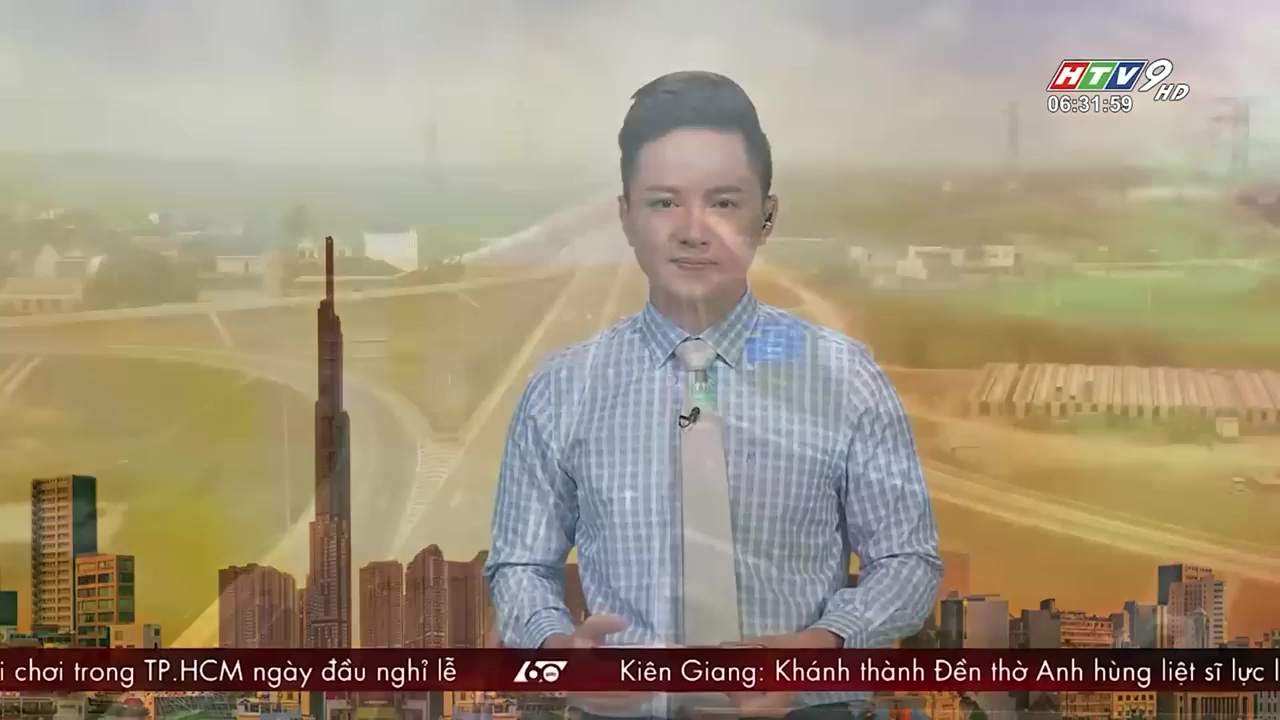 HTV9
HD
06:31:59
i chơi trong TP.HCM ngày đầu nghỉ lễ 60 Kiên Giang: Khánh thành Đền thờ Anh hùng liệt sĩ lực l